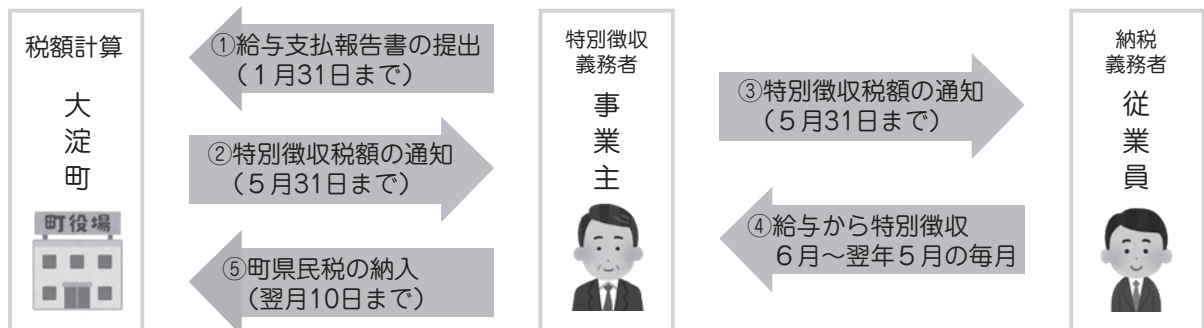 税額計算
大淀町
町役場
①給与支払報告書の提出
（1月31日まで）
②特別徴収税額の通知
（５月31日まで）
⑤町県民税の納入
（翌月10日まで）
特別徴収
義務者
事業主
③特別徴収税額の通知
（５月31日まで）
④給与から特別徴収
６月～翌年５月の毎月
納税
義務者
従業員